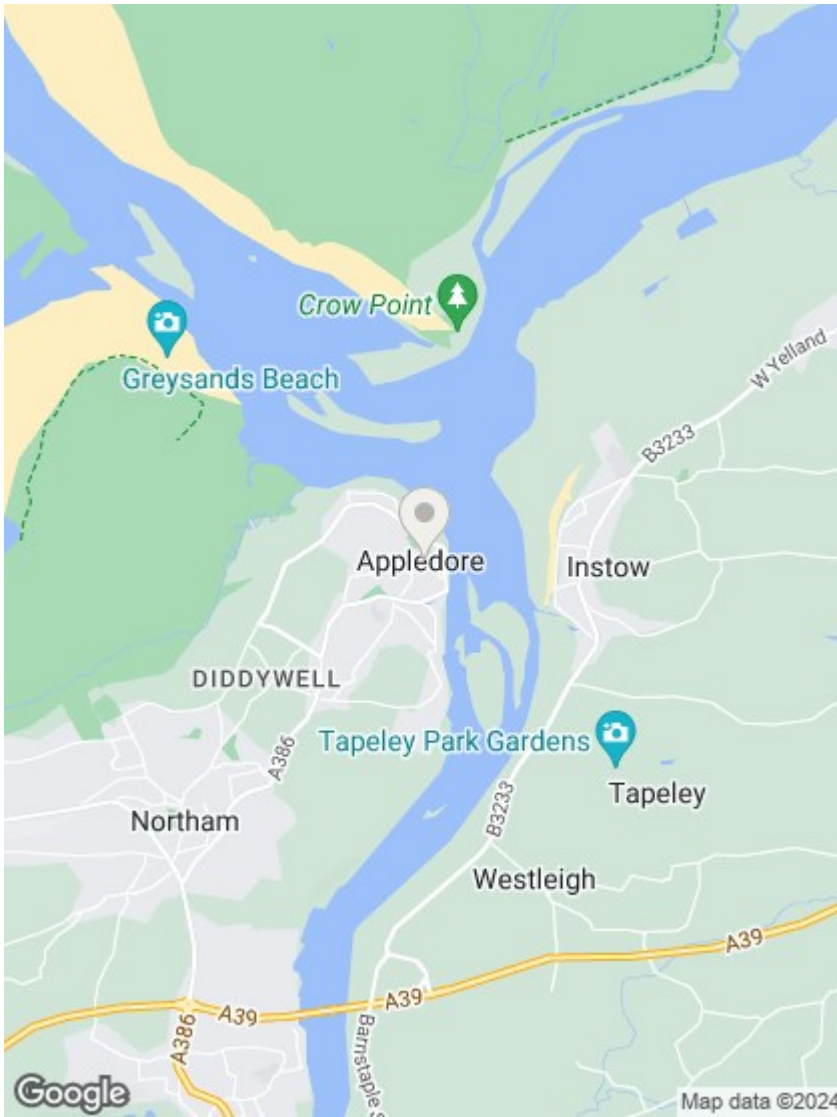 Crow Point
Greysands Beach
W Yelland
B3233
Appledore
Instow
DIDDYWELL
A386
Tapeley Park Gardens
Tapeley
B3233
Northam
Westleigh
A39
A39
A39
A386
Barnstaple S
Google
Map data ©2024